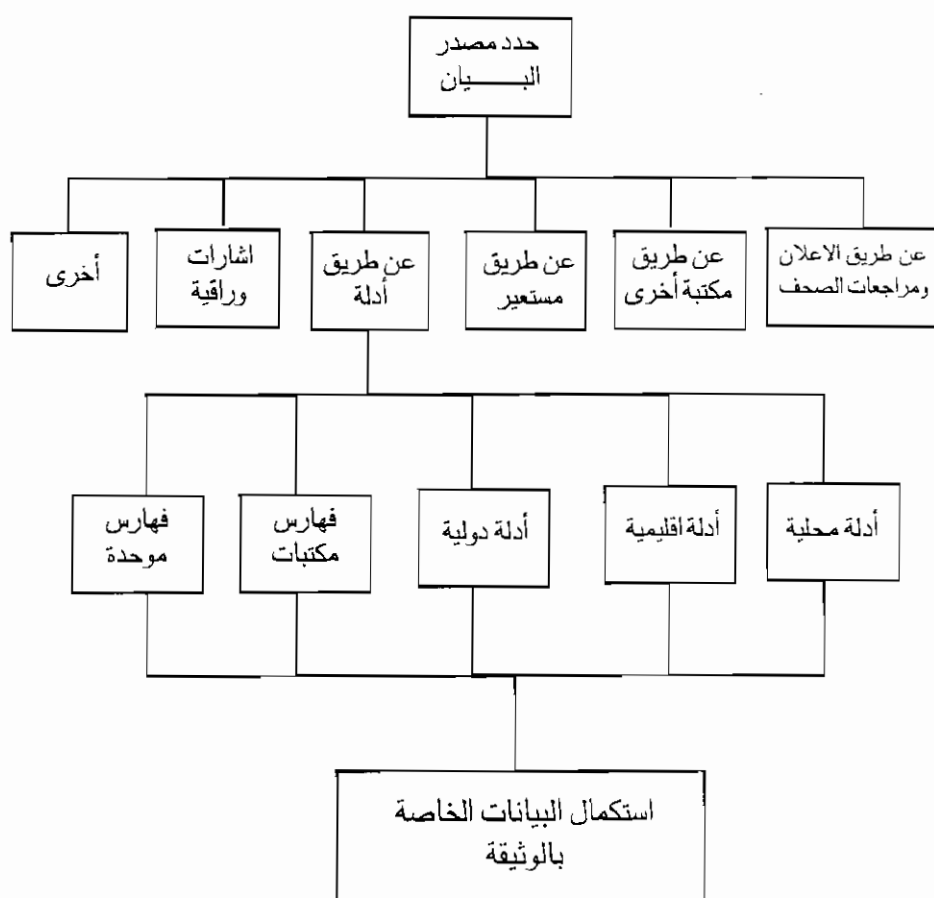 حدد مصدر
البـــــيان
عن طريق الاعلان
ومراجعات الصحف
عن طريق
مكتبة أخرى
عن طريق
مستعير
عن طريق
أدلة
اشارات
وراقية
أخرى
أدلة محلية
أدلة اقليمية
أدلة دولية
فهارس
مكتبات
فهارس
موحدة
استكمال البيانات الخاصة
بالوثيقة